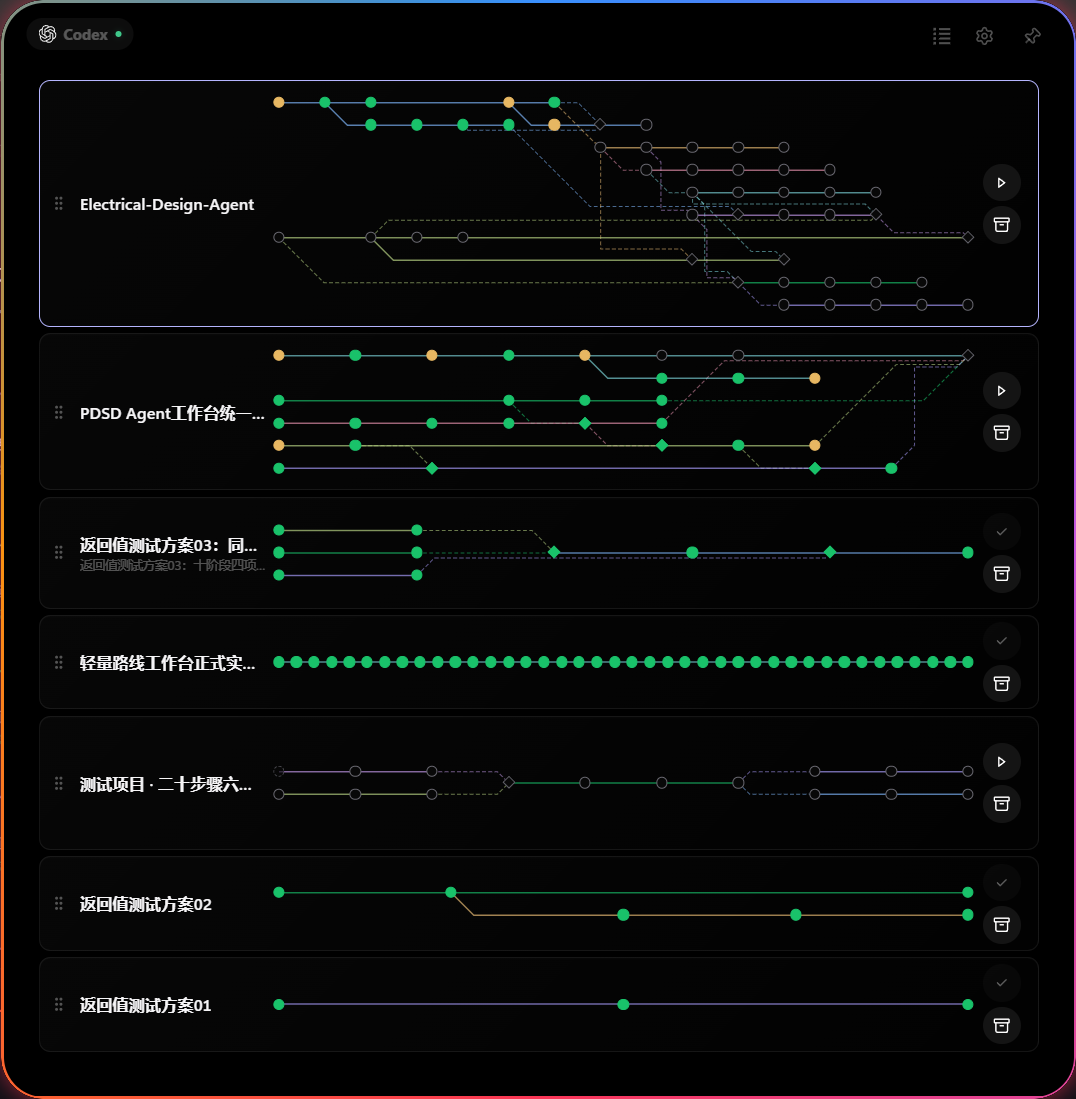 Codex
Electrical-Design-Agent
PDSD Agent工作台统一...
返回值测试方案03：同...
返回值测试方案03：十阶段四项...
轻量路线工作台正式实...
测试项目 · 二十步骤六...
返回值测试方案02
返回值测试方案01